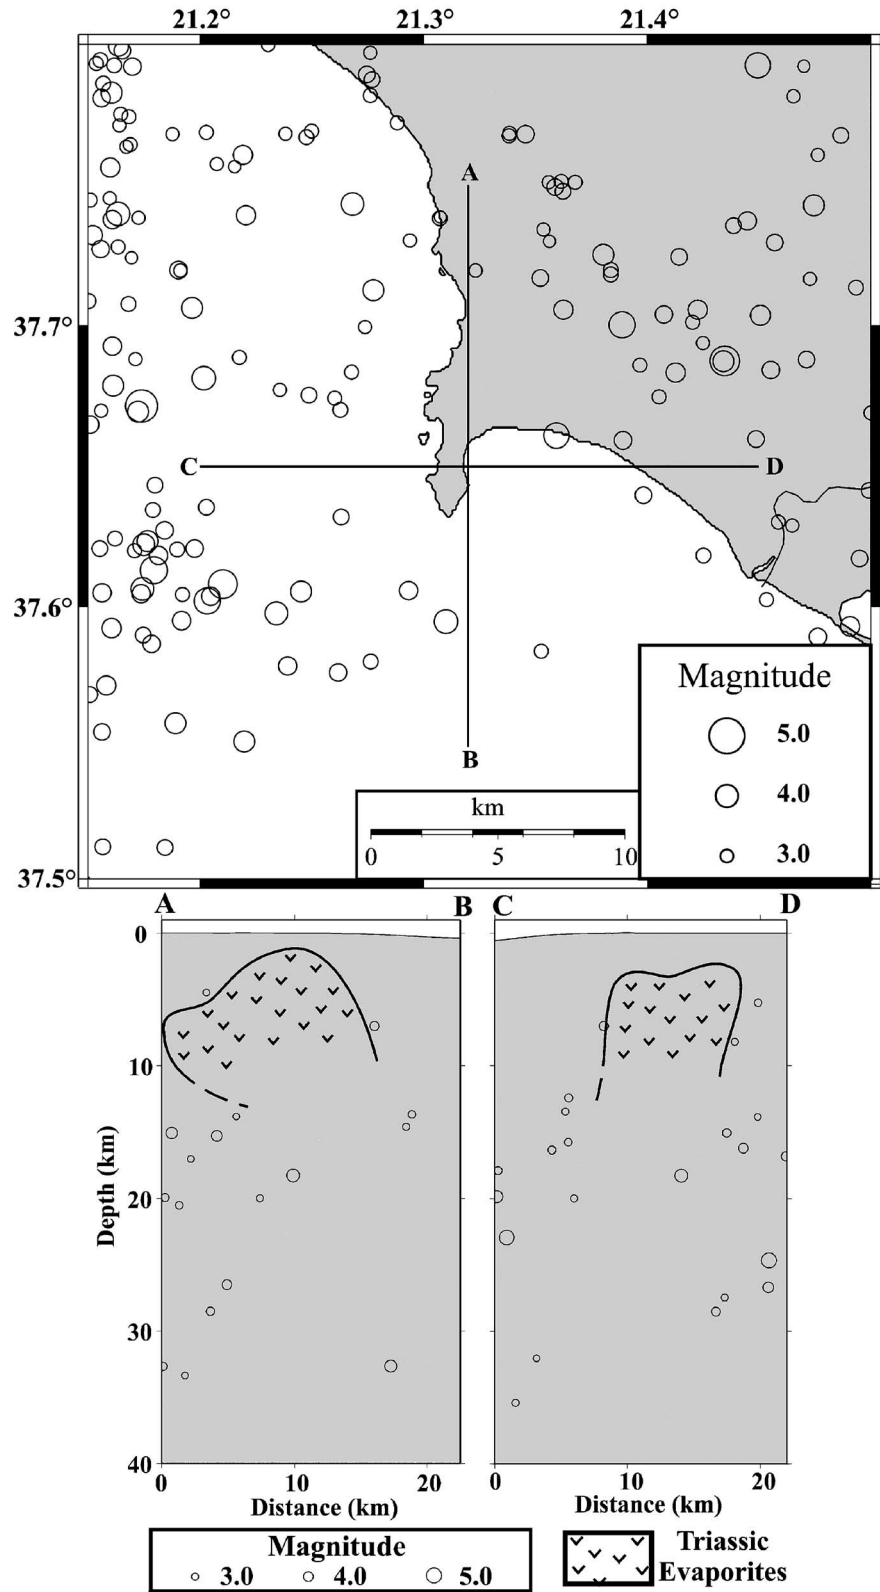 21.2° 21.3° 21.4°
A
37.7°
C D
37.6°
B
Magnitude
5.0
4.0
3.0
km
0 5 10
37.5°
A B C D
0
10
20
30
40
Depth (km)
0 10 20 0 10 20
Distance (km) Distance (km)
Magnitude
3.0 4.0 5.0
Triassic
Evaporites